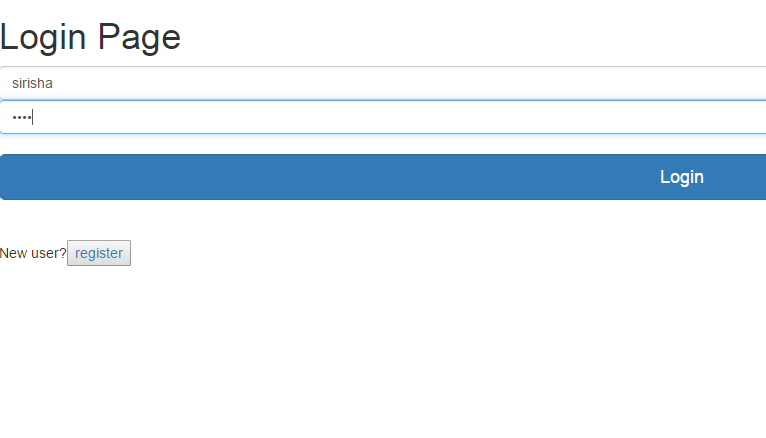 Login Page
sirisha
••••
Login
New user? register